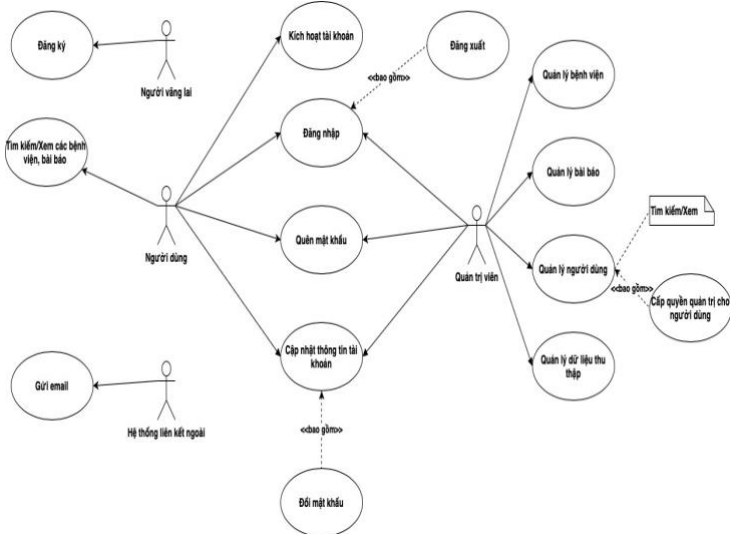 Đăng ký
Người vãng lai
Kích hoạt tài khoản
Đăng xuất
<<bao gồm>>
Quản lý bệnh viện
Tìm kiếm/Xem các bệnh
viện, bài báo
Đăng nhập
Quản lý bài báo
Tìm kiếm/Xem
Người dùng
Quên mật khẩu
Quản trị viên
Quản lý người dùng
<<bao gồm>>
Cấp quyền quản trị cho
người dùng
Cập nhật thông tin tài
khoản
Quản lý dữ liệu thu
thập
Gửi email
Hệ thống liên kết ngoài
<<bao gồm>>
Đổi mật khẩu